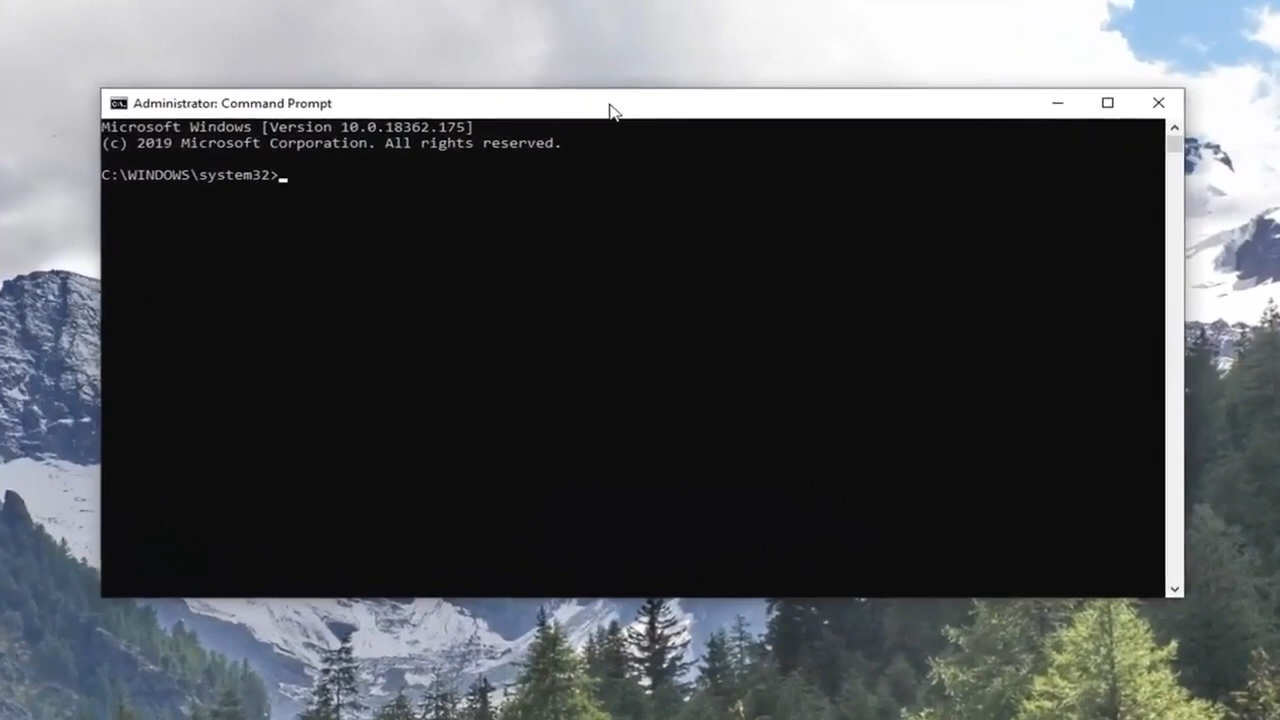 Administrator: Command Prompt
Microsoft Windows [Version 10.0.18362.175]
(c) 2019 Microsoft Corporation. All rights reserved.
C:\WINDOWS\system32>